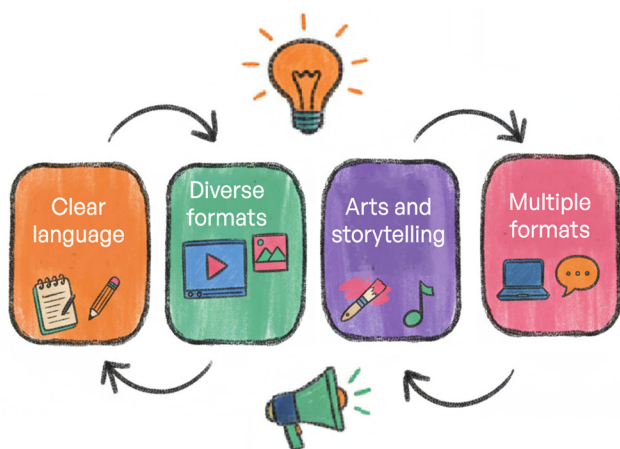 Clear
language
Diverse
formats
Arts and
storytelling
Multiple
formats